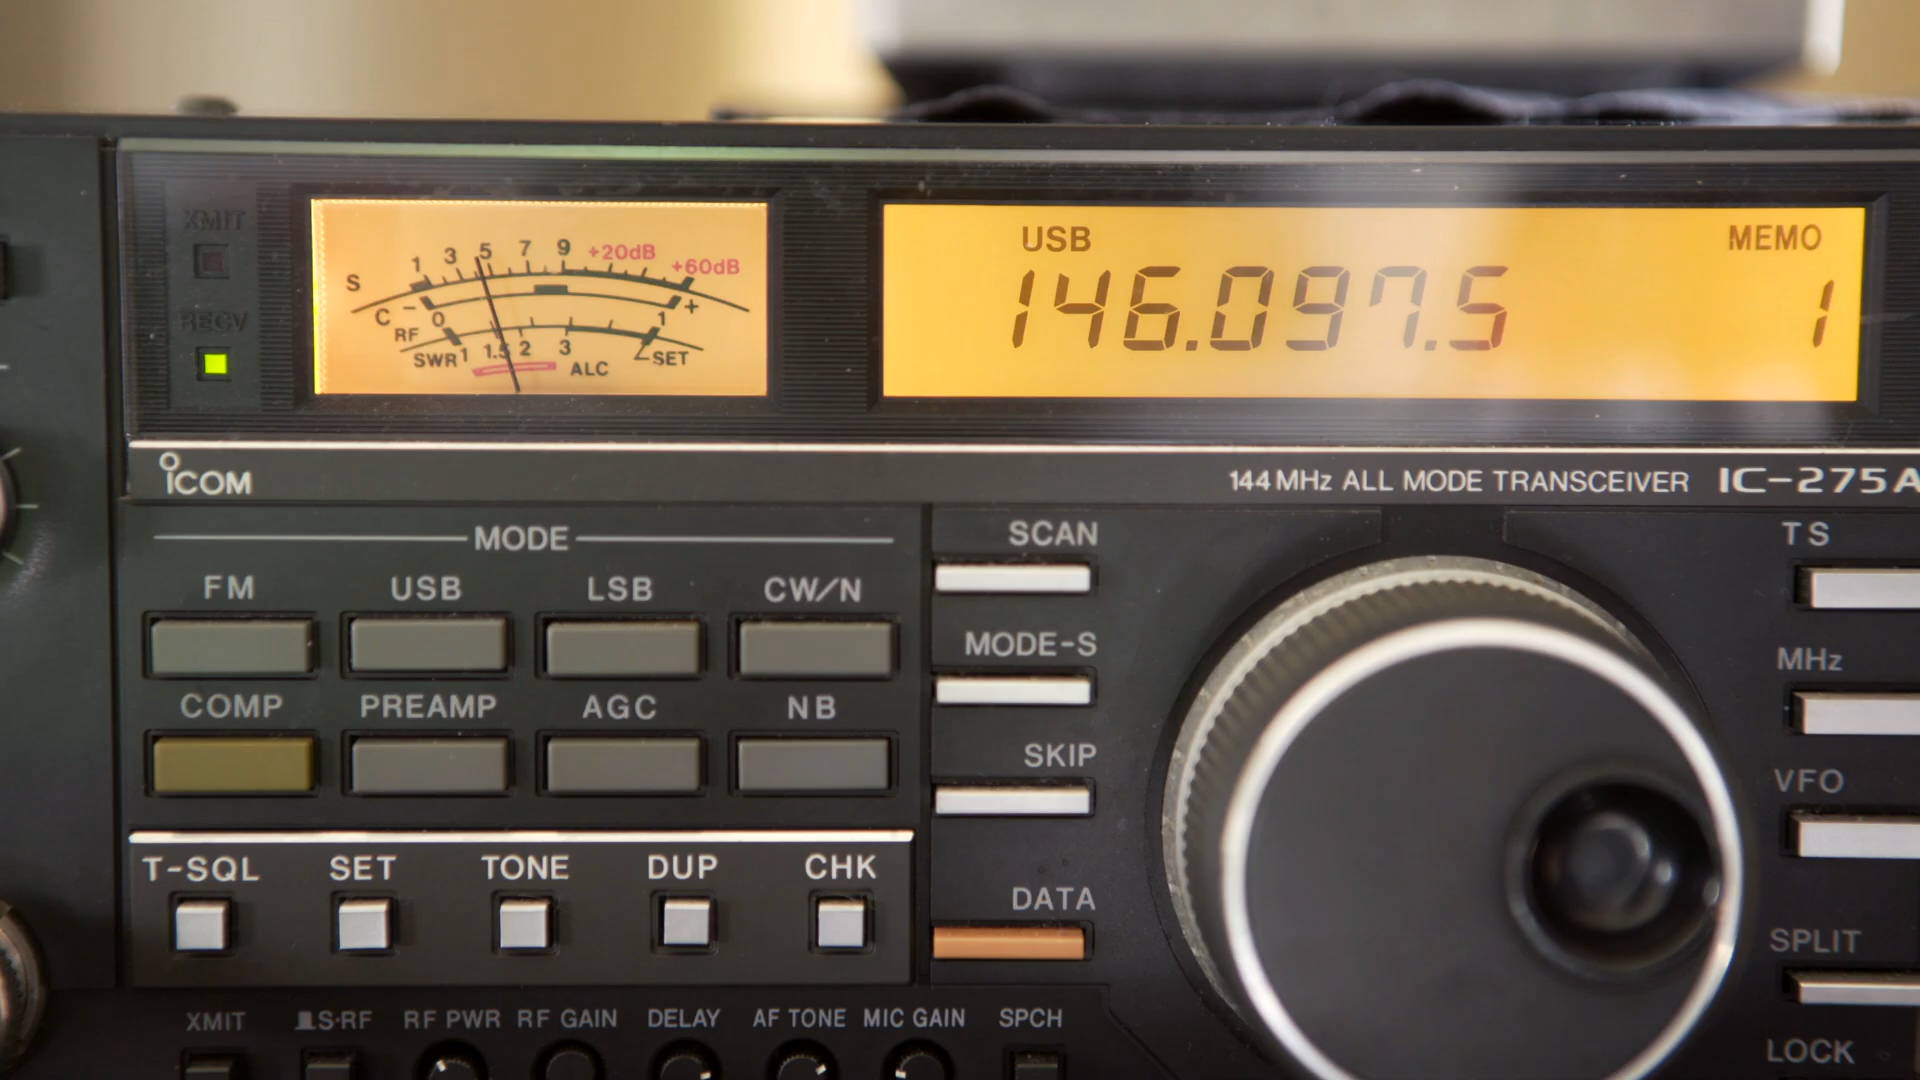 XMIT
RECV
S 1 3 5 7 9 +20dB +60dB
C - +
RF 0 1
SWR 1 1.5 2 3 ∠SET
ALC
USB MEMO
146.097.5 1
ICOM
144MHz ALL MODE TRANSCEIVER IC-275A
MODE
FM USB LSB CW/N
COMP PREAMP AGC NB
T-SQL SET TONE DUP CHK
SCAN
MODE-S
SKIP
DATA
TS
MHz
VFO
SPLIT
LOCK
XMIT S·RF RF PWR RF GAIN DELAY AF TONE MIC GAIN SPCH